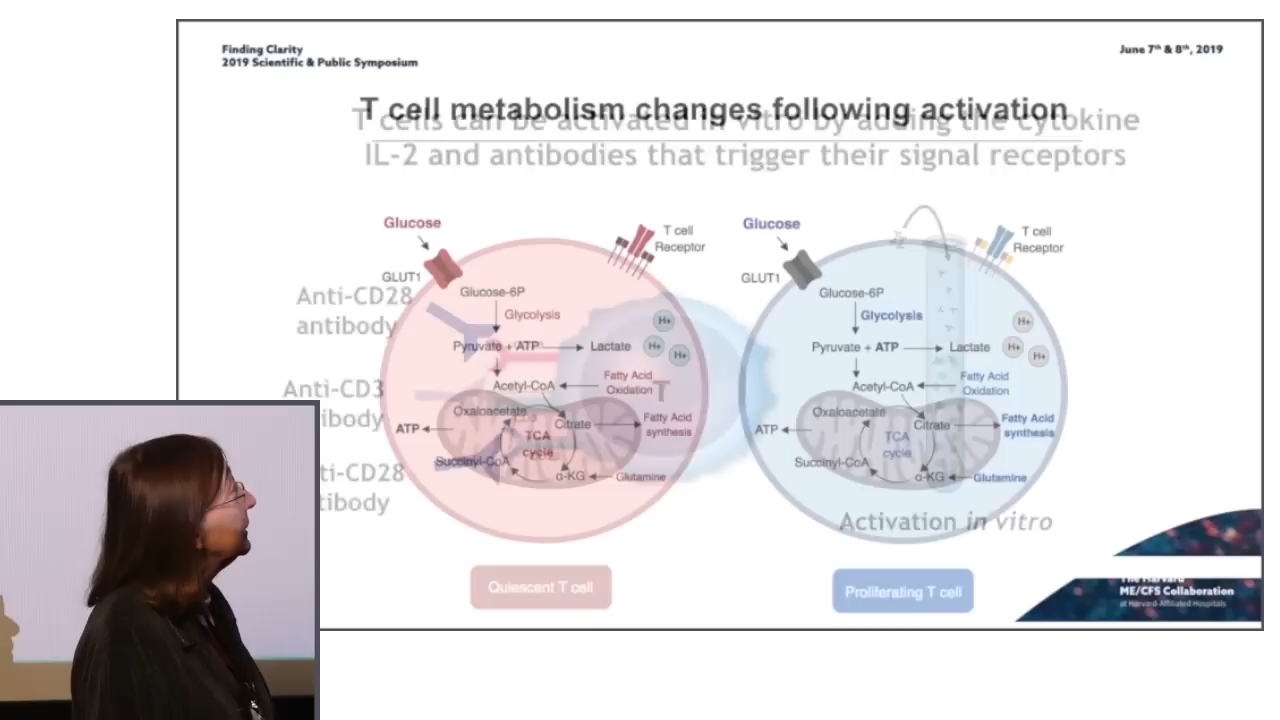 Finding Clarity
2019 Scientific & Public Symposium
June 7th & 8th, 2019
T cell metabolism changes following activation
T cells can be activated in vitro by adding the cytokine
IL-2 and antibodies that trigger their signal receptors
Glucose
T cell
Receptor
GLUT1
Glucose-6P
Glycolysis
Pyruvate + ATP
Lactate
H+
H+
H+
Acetyl-CoA
Fatty Acid
Oxidation
T
Oxaloacetate
Citrate
Fatty Acid
synthesis
ATP
TCA
cycle
Succinyl-CoA
α-KG
Glutamine
Quiescent T cell
Glucose
T cell
Receptor
GLUT1
Glucose-6P
Glycolysis
Pyruvate + ATP
Lactate
H+
H+
H+
Acetyl-CoA
Fatty Acid
Oxidation
Oxaloacetate
Citrate
Fatty Acid
synthesis
ATP
TCA
cycle
Succinyl-CoA
α-KG
Glutamine
Proliferating T cell
Anti-CD28
antibody
Anti-CD3
ibody
ti-CD28
tibody
Activation in vitro
The Harvard
ME/CFS Collaboration
at Harvard-Affiliated Hospitals